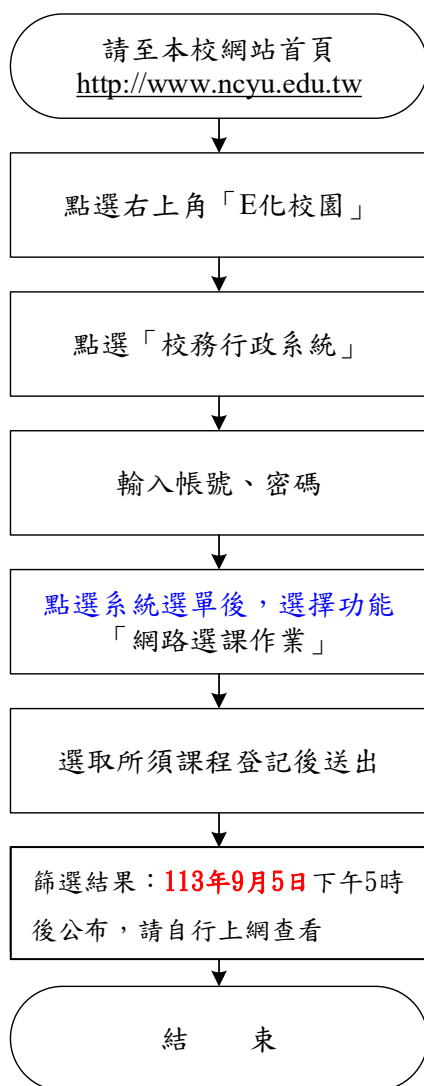 請至本校網站首頁
http://www.ncyu.edu.tw
點選右上角「E化校園」
點選「校務行政系統」
輸入帳號、密碼
點選系統選單後，選擇功能
「網路選課作業」
選取所須課程登記後送出
篩選結果：113年9月5日下午5時
後公布，請自行上網查看
結　　束